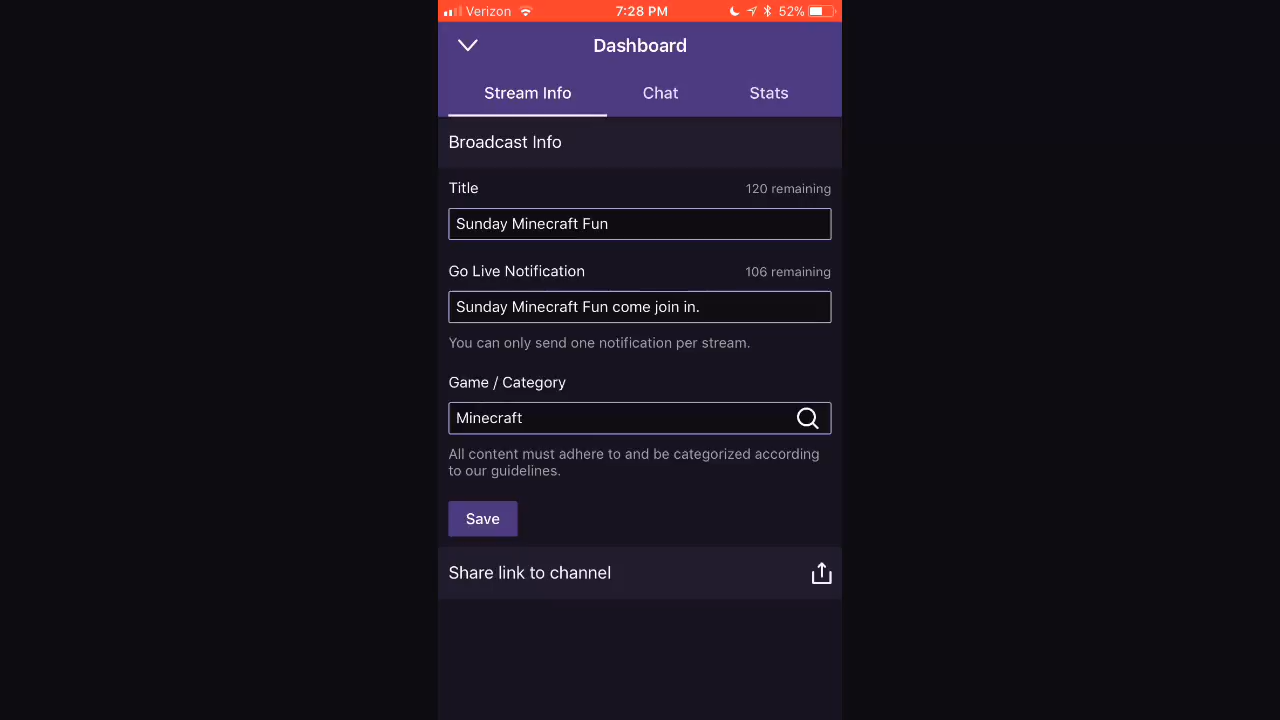 Verizon 7:28 PM 52%
Dashboard
Stream Info Chat Stats
Broadcast Info
Title 120 remaining
Sunday Minecraft Fun
Go Live Notification 106 remaining
Sunday Minecraft Fun come join in.
You can only send one notification per stream.
Game / Category
Minecraft
All content must adhere to and be categorized according
to our guidelines.
Save
Share link to channel